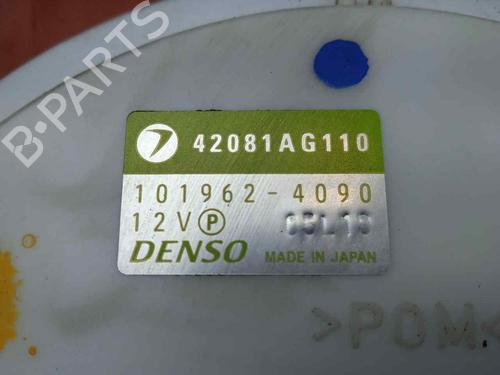 B-PARTS
42081AG110
101962-4090
12V P
DENSO MADE IN JAPAN
>POM<